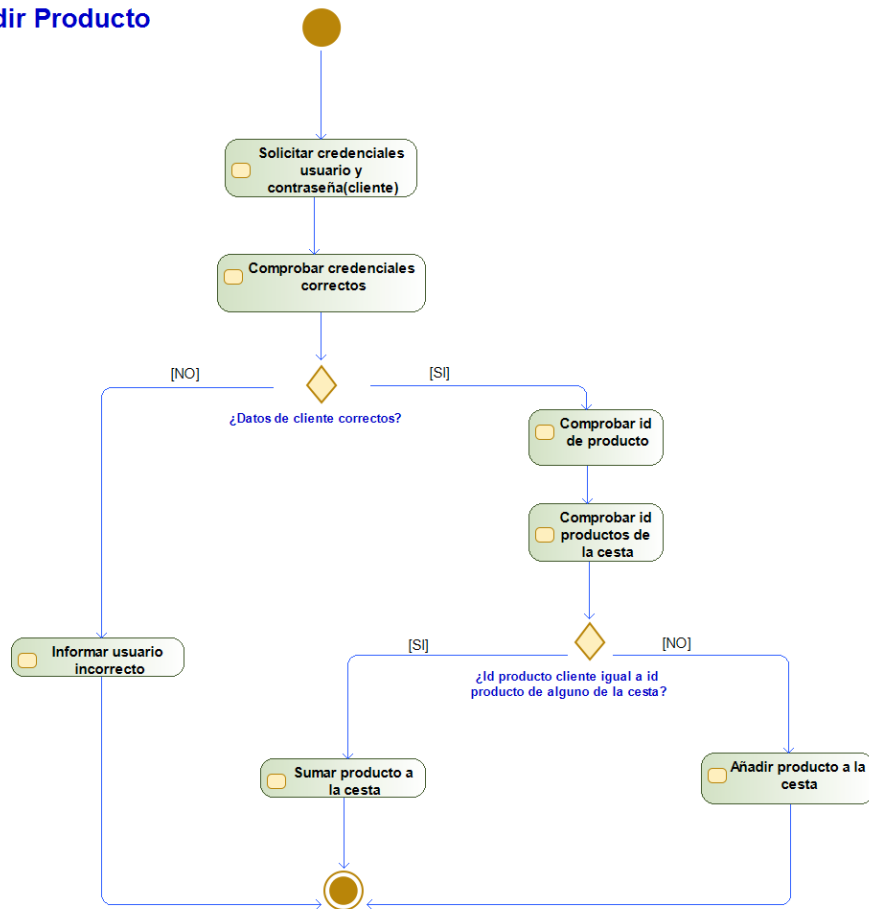 dir Producto
Solicitar credenciales
usuario y
contraseña(cliente)
Comprobar credenciales
correctos
[NO]
[SI]
¿Datos de cliente correctos?
Comprobar id
de producto
Comprobar id
productos de
la cesta
Informar usuario
incorrecto
[SI]
[NO]
¿Id producto cliente igual a id
producto de alguno de la cesta?
Sumar producto a
la cesta
Añadir producto a la
cesta